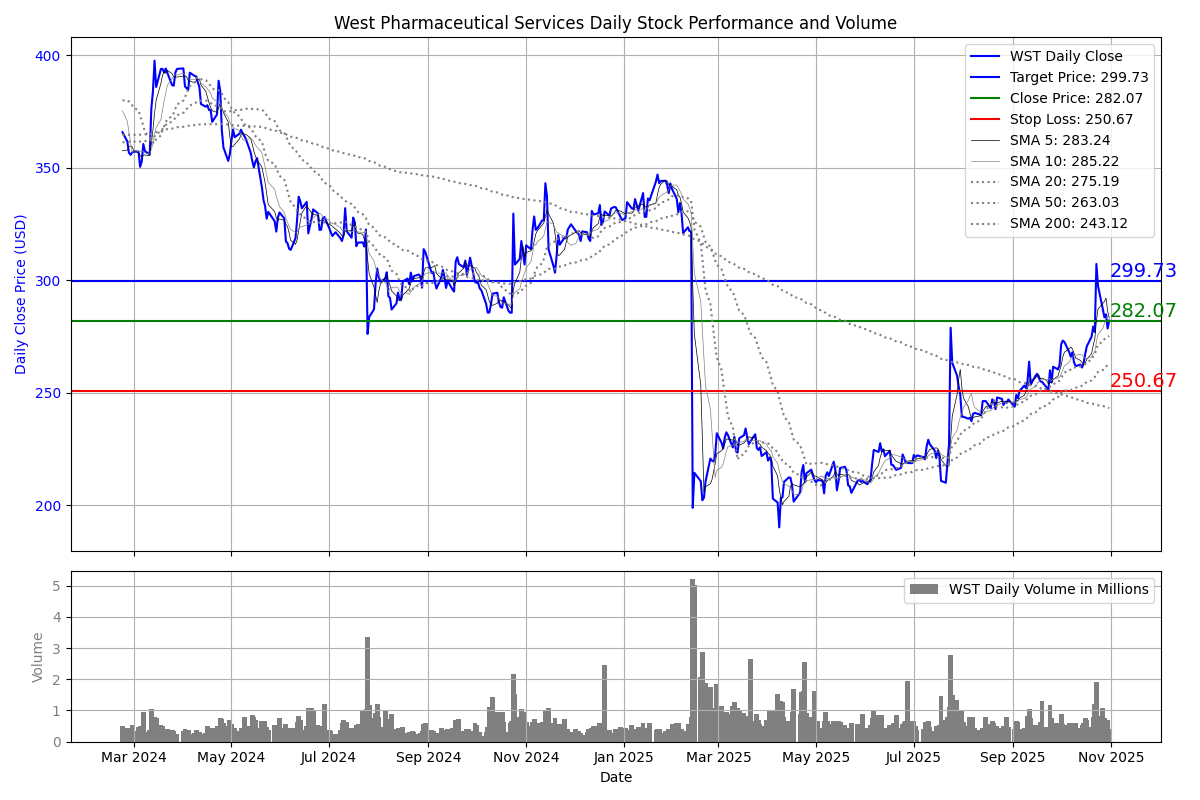 West Pharmaceutical Services Daily Stock Performance and Volume
Daily Close Price (USD)
400
350
300
250
200
WST Daily Close
Target Price: 299.73
Close Price: 282.07
Stop Loss: 250.67
SMA 5: 283.24
SMA 10: 285.22
SMA 20: 275.19
SMA 50: 263.03
SMA 200: 243.12
299.73
282.07
250.67
Volume
5
4
3
2
1
0
WST Daily Volume in Millions
Mar 2024 May 2024 Jul 2024 Sep 2024 Nov 2024 Jan 2025 Mar 2025 May 2025 Jul 2025 Sep 2025 Nov 2025
Date